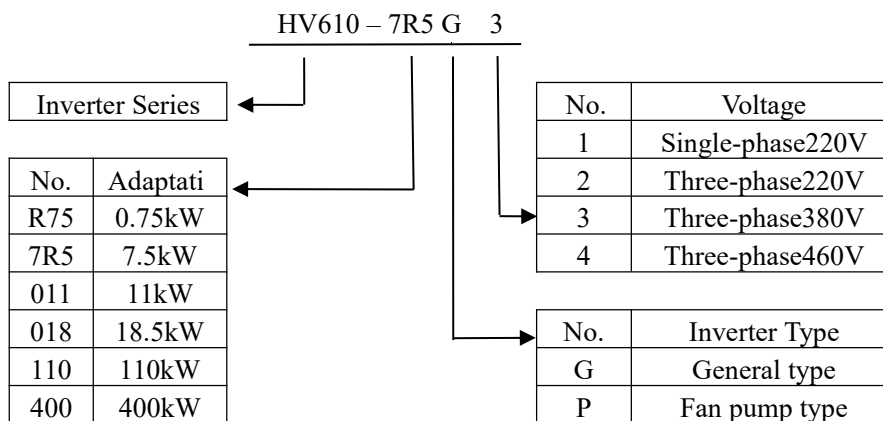 HV610 – 7R5 G 3
Inverter Series
No. Adaptati
R75 0.75kW
7R5 7.5kW
011 11kW
018 18.5kW
110 110kW
400 400kW
No. Voltage
1 Single-phase220V
2 Three-phase220V
3 Three-phase380V
4 Three-phase460V
No. Inverter Type
G General type
P Fan pump type